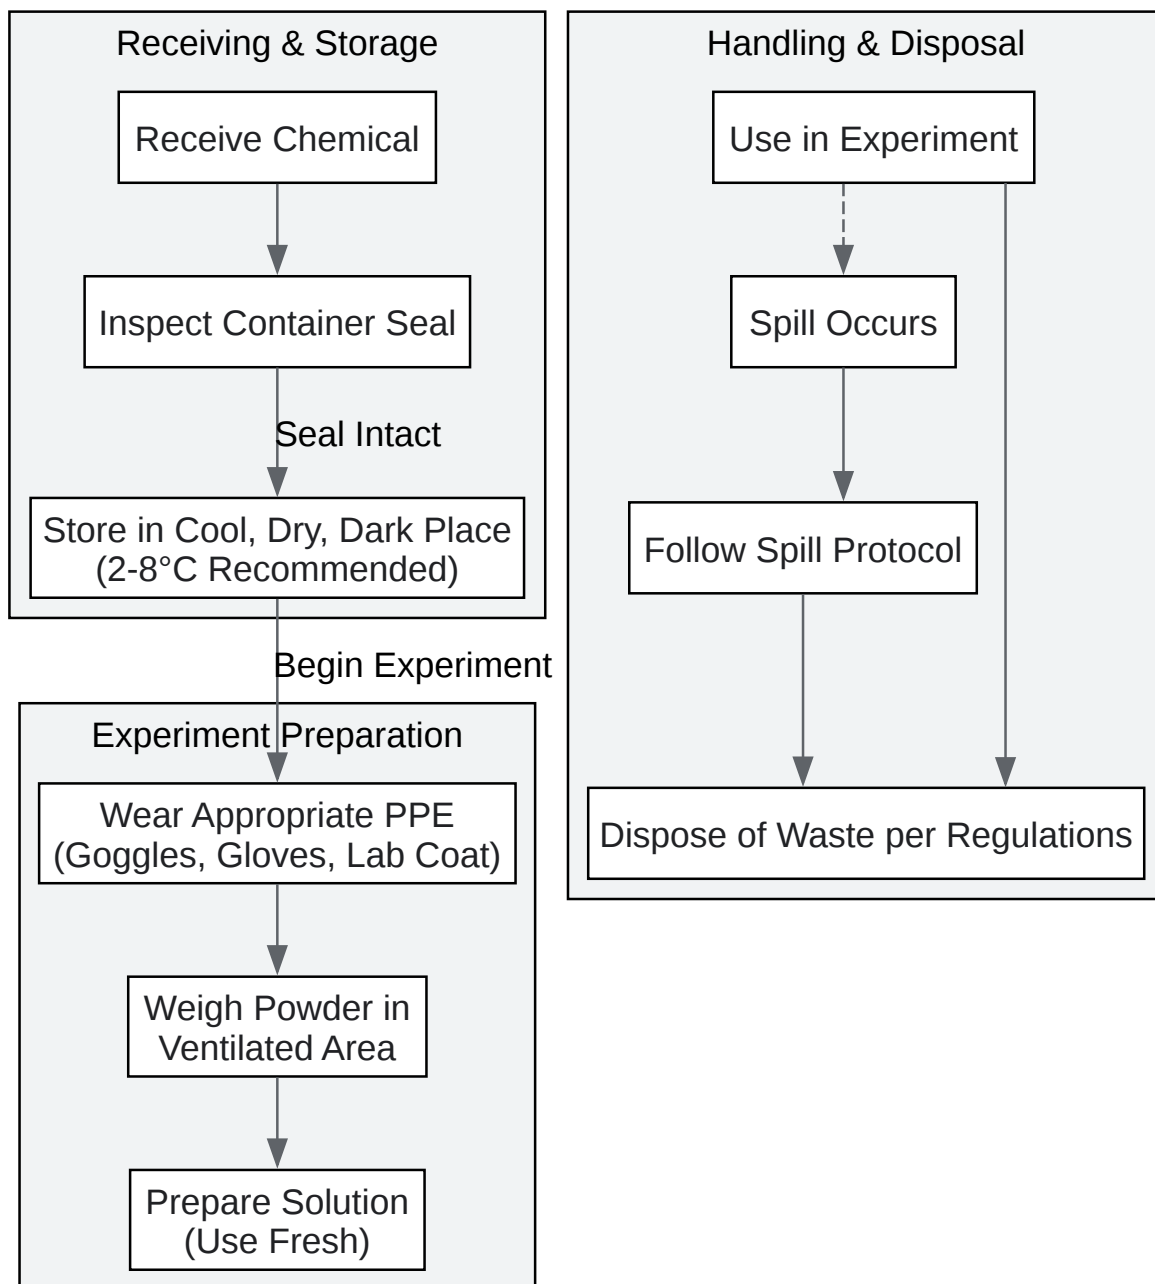 Receiving & Storage
Receive Chemical
Inspect Container Seal
Seal Intact
Store in Cool, Dry, Dark Place
(2-8°C Recommended)
Begin Experiment
Experiment Preparation
Wear Appropriate PPE
(Goggles, Gloves, Lab Coat)
Weigh Powder in
Ventilated Area
Prepare Solution
(Use Fresh)
Handling & Disposal
Use in Experiment
Spill Occurs
Follow Spill Protocol
Dispose of Waste per Regulations